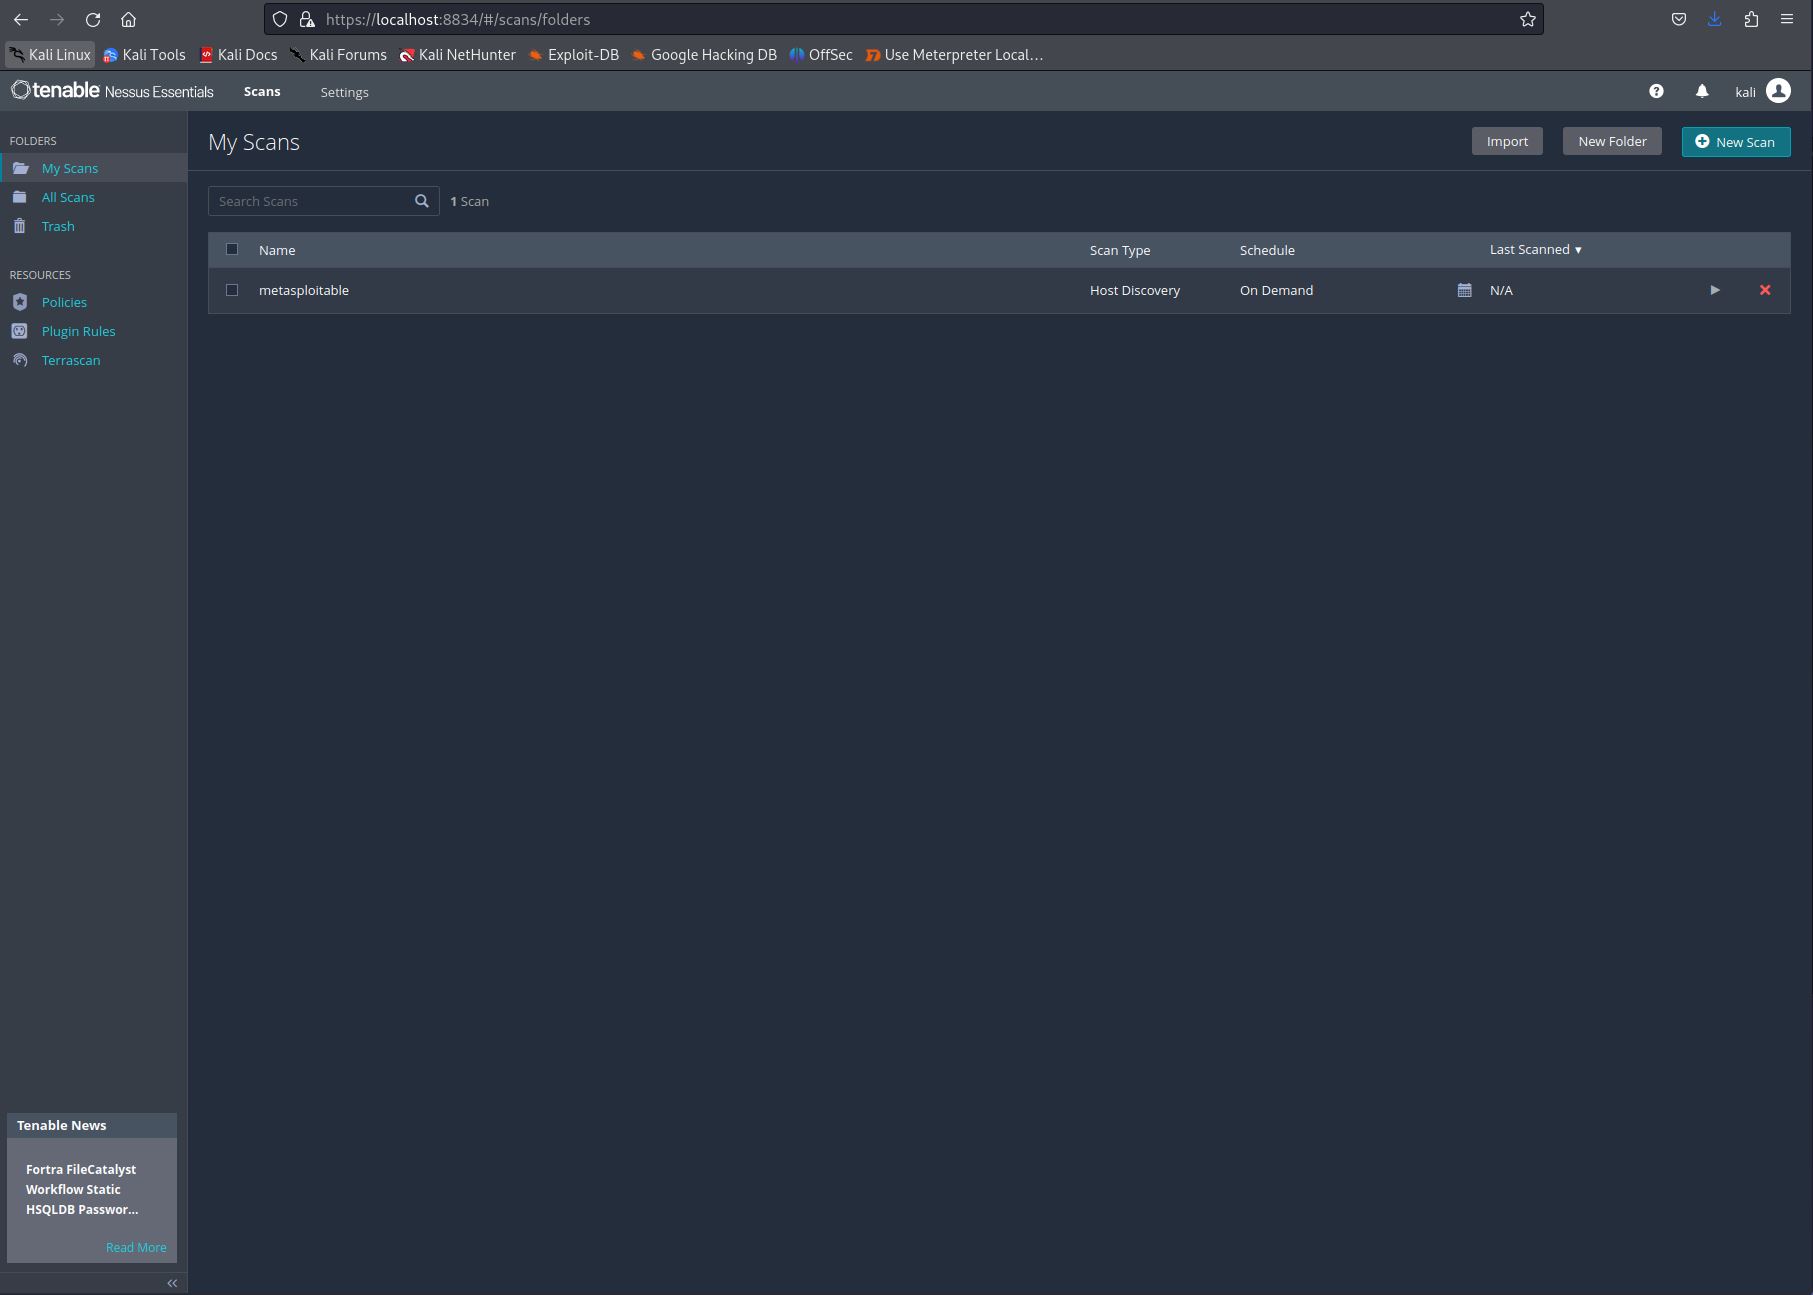 https://localhost:8834/#/scans/folders
Kali Linux Kali Tools Kali Docs Kali Forums Kali NetHunter Exploit-DB Google Hacking DB OffSec Use Meterpreter Local…
tenable Nessus Essentials Scans Settings kali
FOLDERS
My Scans
All Scans
Trash
RESOURCES
Policies
Plugin Rules
Terrascan
Tenable News
Fortra FileCatalyst
Workflow Static
HSQLDB Passwor...
Read More
My Scans Import New Folder New Scan
Search Scans 1 Scan
Name Scan Type Schedule Last Scanned ▼
metasploitable Host Discovery On Demand N/A